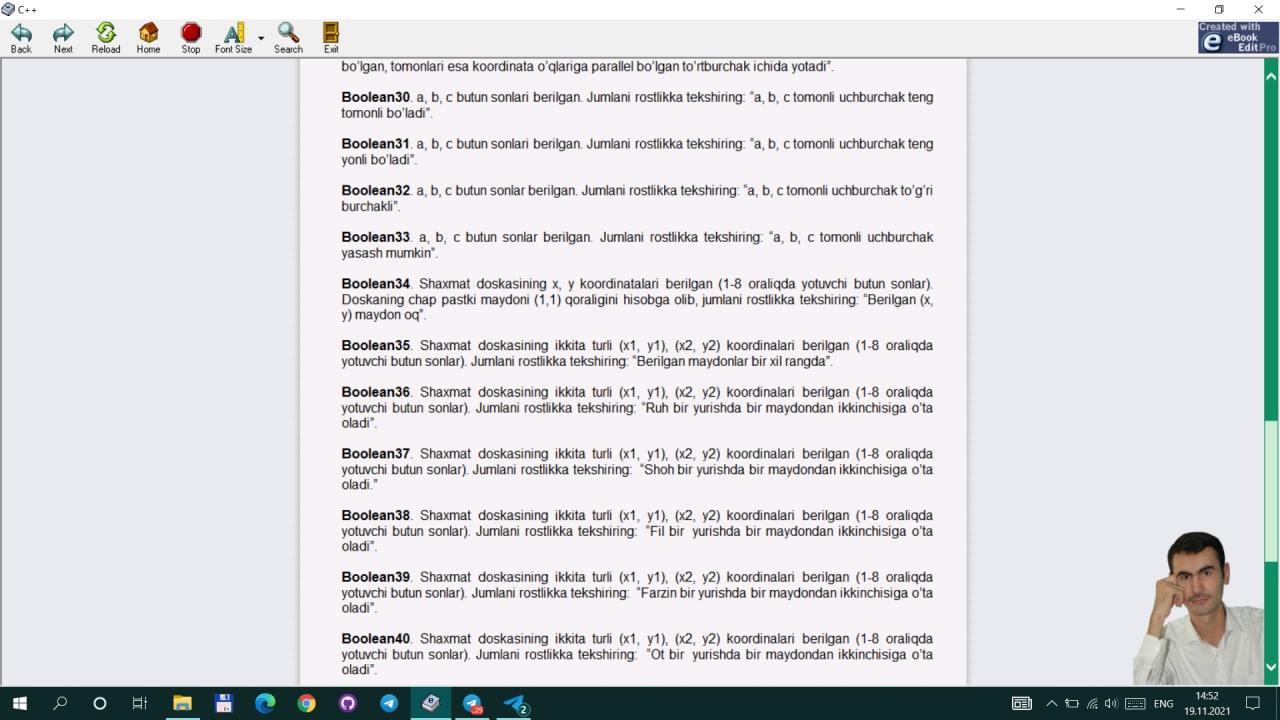 C++
Back
Next
Reload
Home
Stop
Font Size
Search
Exit
Created with
eBook
EditPro
bo’lgan, tomonlari esa koordinata o’qlariga parallel bo’lgan to’rtburchak ichida yotadi”.
Boolean30. a, b, c butun sonlari berilgan. Jumlani rostlikka tekshiring: “a, b, c tomonli uchburchak teng
tomonli bo’ladi”.
Boolean31. a, b, c butun sonlari berilgan. Jumlani rostlikka tekshiring: “a, b, c tomonli uchburchak teng
yonli bo’ladi”.
Boolean32. a, b, c butun sonlar berilgan. Jumlani rostlikka tekshiring: “a, b, c tomonli uchburchak to’g’ri
burchakli”.
Boolean33. a, b, c butun sonlar berilgan. Jumlani rostlikka tekshiring: “a, b, c tomonli uchburchak
yasash mumkin”.
Boolean34. Shaxmat doskasining x, y koordinatalari berilgan (1-8 oraliqda yotuvchi butun sonlar).
Doskaning chap pastki maydoni (1,1) qoraligini hisobga olib, jumlani rostlikka tekshiring: “Berilgan (x,
y) maydon oq”.
Boolean35. Shaxmat doskasining ikkita turli (x1, y1), (x2, y2) koordinalari berilgan (1-8 oraliqda
yotuvchi butun sonlar). Jumlani rostlikka tekshiring: “Berilgan maydonlar bir xil rangda”.
Boolean36. Shaxmat doskasining ikkita turli (x1, y1), (x2, y2) koordinalari berilgan (1-8 oraliqda
yotuvchi butun sonlar). Jumlani rostlikka tekshiring: “Ruh bir yurishda bir maydondan ikkinchisiga o’ta
oladi”.
Boolean37. Shaxmat doskasining ikkita turli (x1, y1), (x2, y2) koordinalari berilgan (1-8 oraliqda
yotuvchi butun sonlar). Jumlani rostlikka tekshiring: “Shoh bir yurishda bir maydondan ikkinchisiga o’ta
oladi.”
Boolean38. Shaxmat doskasining ikkita turli (x1, y1), (x2, y2) koordinalari berilgan (1-8 oraliqda
yotuvchi butun sonlar). Jumlani rostlikka tekshiring: “Fil bir yurishda bir maydondan ikkinchisiga o’ta
oladi”.
Boolean39. Shaxmat doskasining ikkita turli (x1, y1), (x2, y2) koordinalari berilgan (1-8 oraliqda
yotuvchi butun sonlar). Jumlani rostlikka tekshiring: “Farzin bir yurishda bir maydondan ikkinchisiga o’ta
oladi”.
Boolean40. Shaxmat doskasining ikkita turli (x1, y1), (x2, y2) koordinalari berilgan (1-8 oraliqda
yotuvchi butun sonlar). Jumlani rostlikka tekshiring: “Ot bir yurishda bir maydondan ikkinchisiga o’ta
oladi”.
2
ENG
14:52
19.11.2021